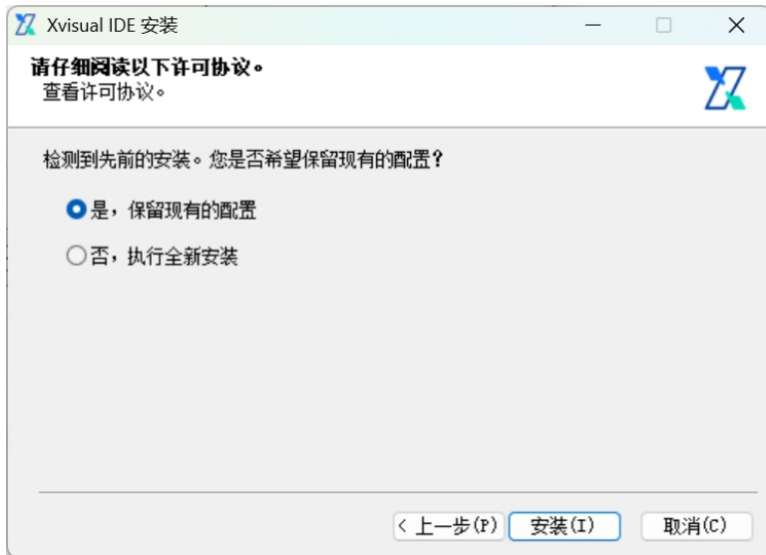 Xvisual IDE 安装
请仔细阅读以下许可协议。
查看许可协议。
检测到先前的安装。您是否希望保留现有的配置?
是，保留现有的配置
否，执行全新安装
< 上一步(P)
安装(I)
取消(C)